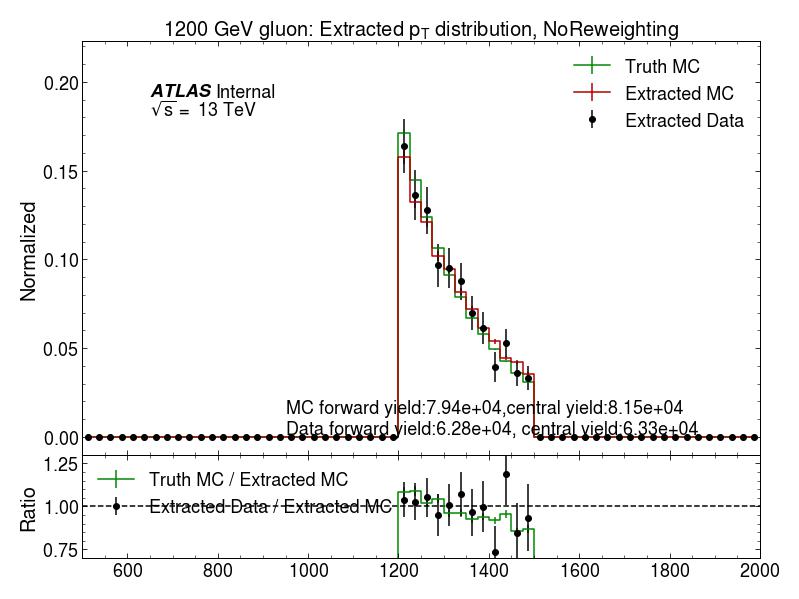 1200 GeV gluon: Extracted pT distribution, NoReweighting
ATLAS Internal
√s = 13 TeV
Truth MC
Extracted MC
Extracted Data
Normalized
0.20
0.15
0.10
0.05
0.00
MC forward yield:7.94e+04,central yield:8.15e+04
Data forward yield:6.28e+04, central yield:6.33e+04
Ratio
1.25
1.00
0.75
Truth MC / Extracted MC
Extracted Data / Extracted MC
600 800 1000 1200 1400 1600 1800 2000